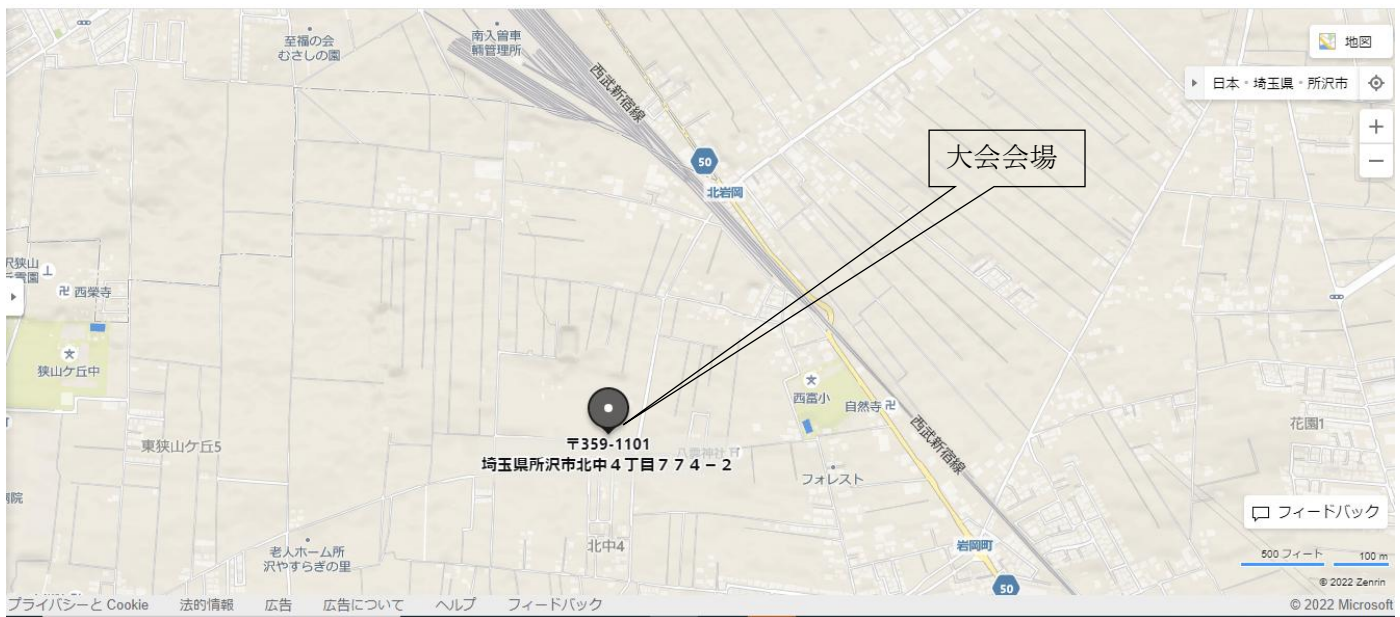 至福の会
むさしの園
南入曽車
輌管理所
西武新宿線
地図
日本・埼玉県・所沢市
50
北岩岡
大会会場
西榮寺
狭山ケ丘中
東狭山ケ丘5
〒359-1101
埼玉県所沢市北中４丁目７７４－２
八雲神社
西富小
自然寺
西武新宿線
花園1
フォレスト
フィードバック
老人ホーム所
沢やすらぎの里
北中4
岩岡町
50
500 フィート
100 m
© 2022 Zenrin
プライバシーと Cookie 法的情報 広告 広告について ヘルプ フィードバック
© 2022 Microsoft